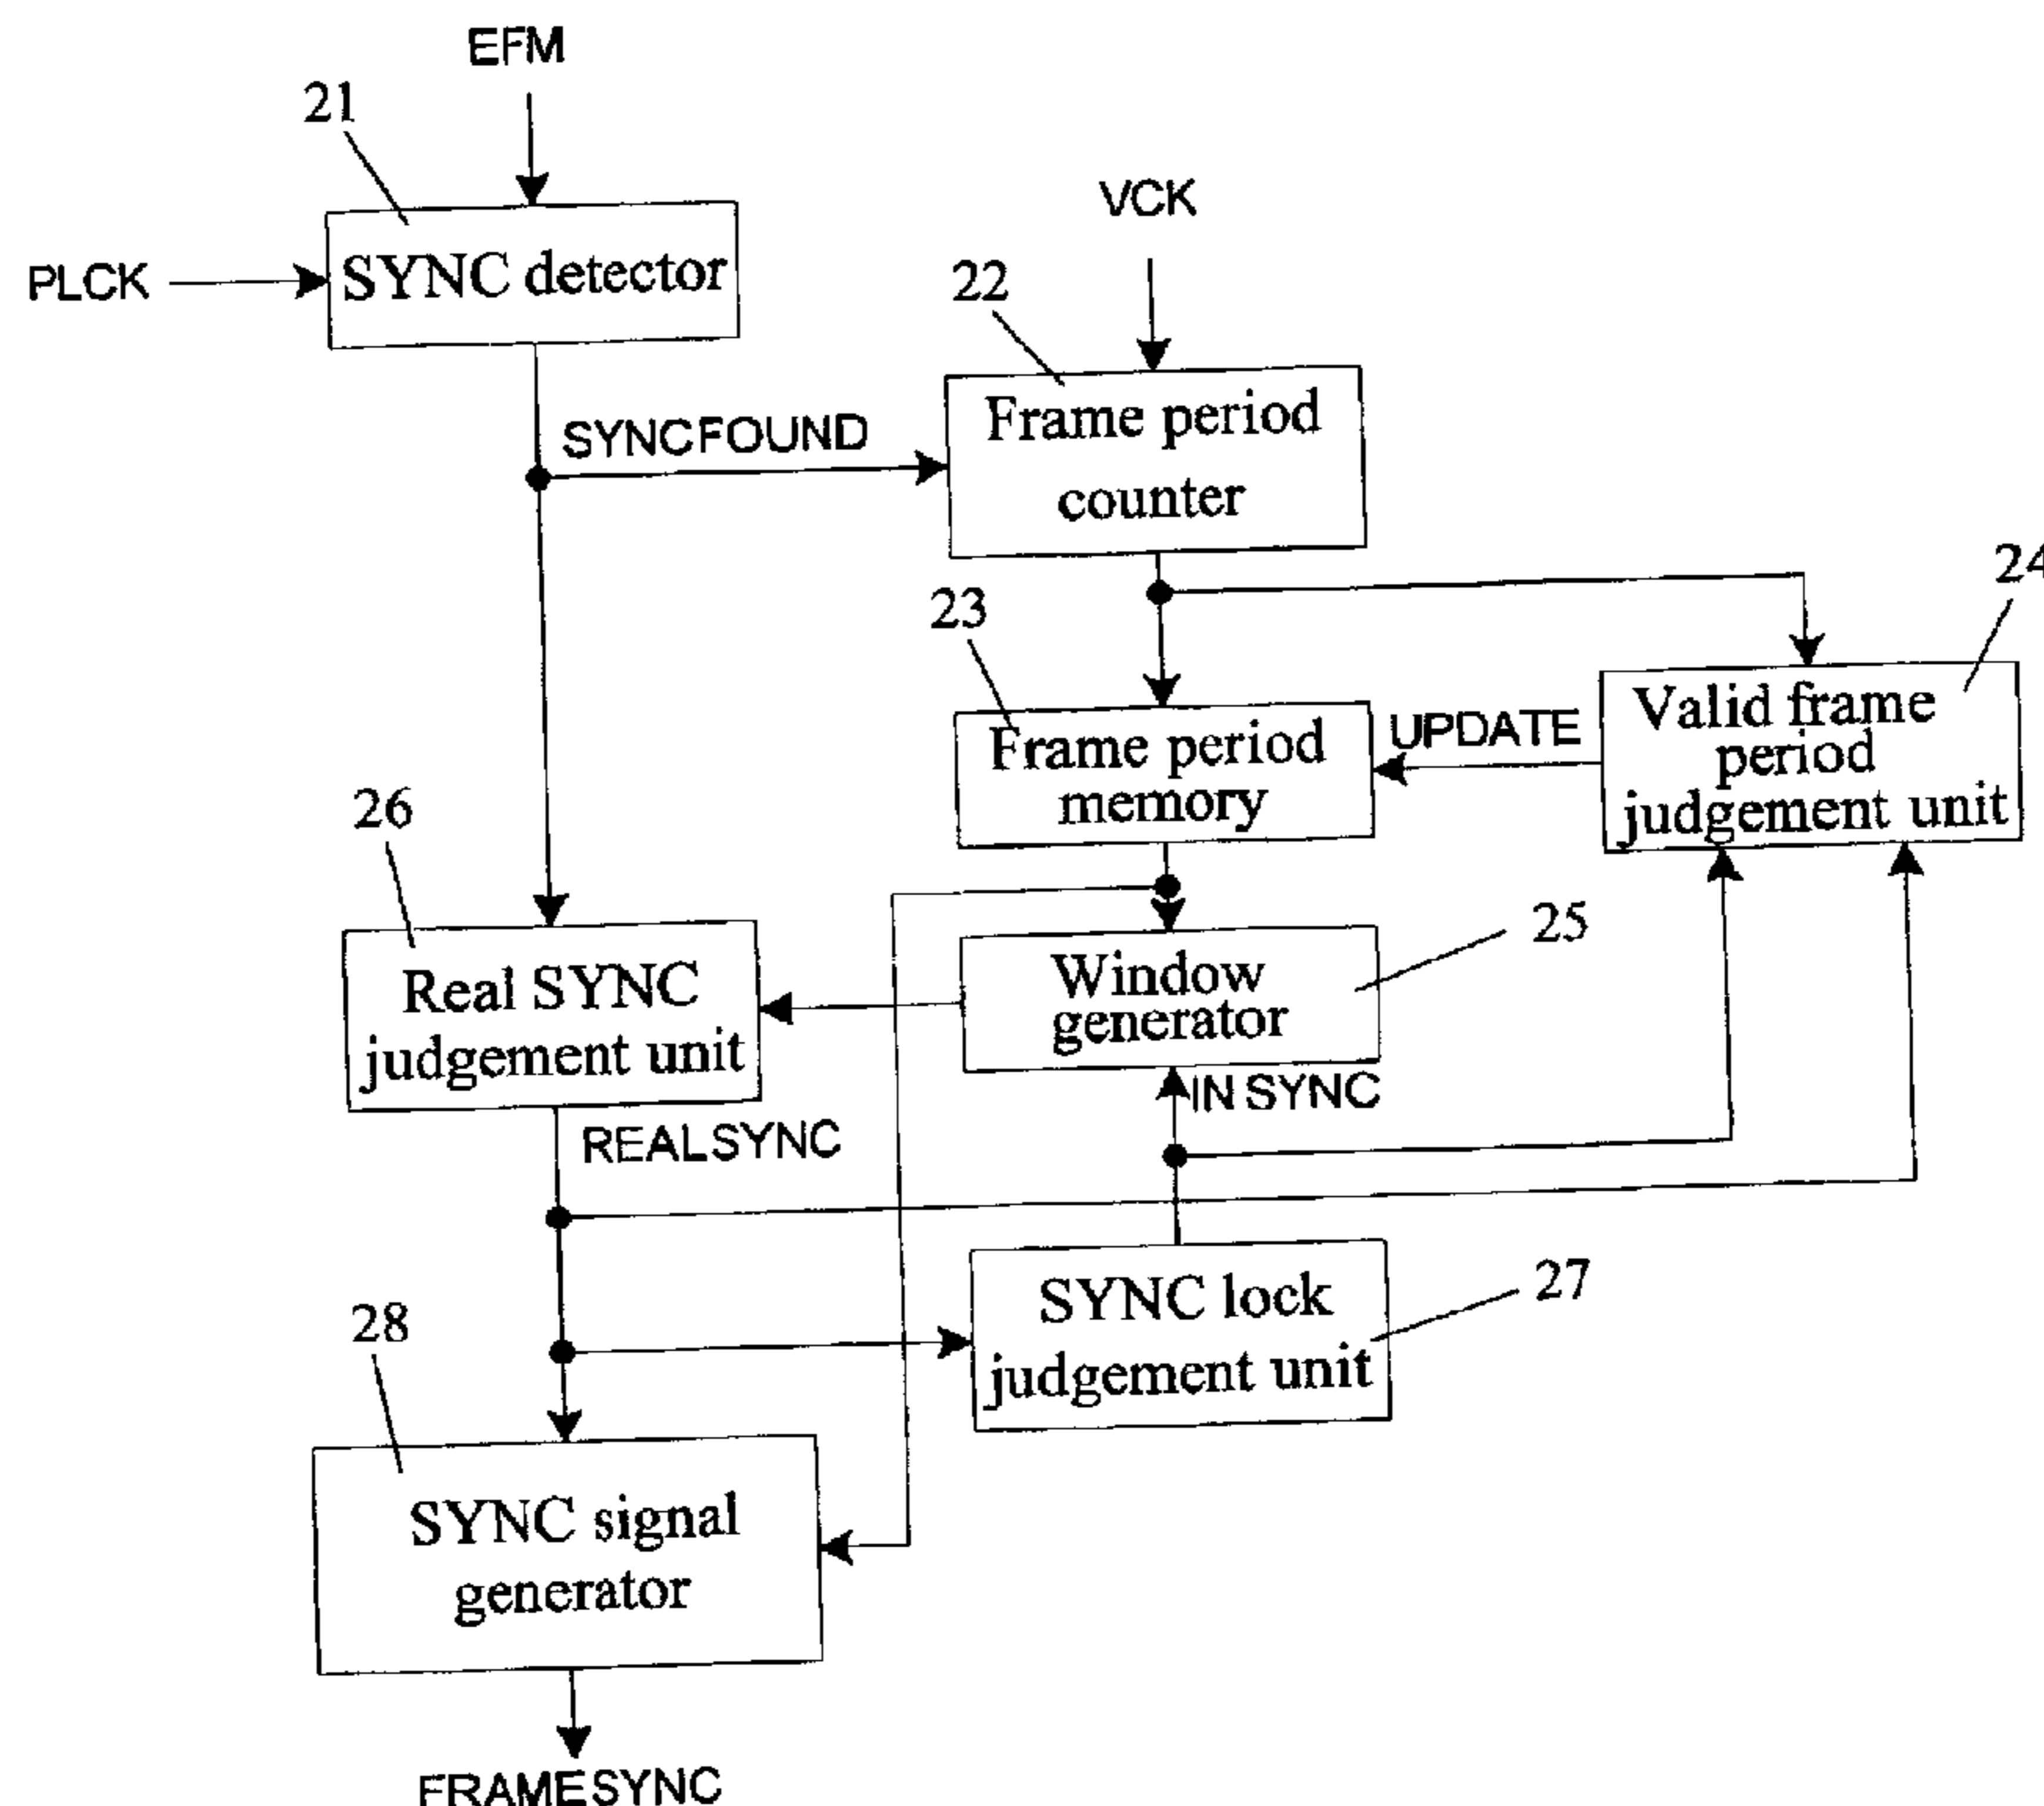 EFM
21
VCK
PLCK
SYNC detector
22
Frame period
counter
SYNCFOUND
24
23
Valid frame
period
judgement unit
UPDATE
Frame period
memory
26
25
Window
generator
Real SYNC
judgement unit
IN SYNC
REALSYNC
27
SYNC lock
judgement unit
28
SYNC signal
generator
FRAMESYNC